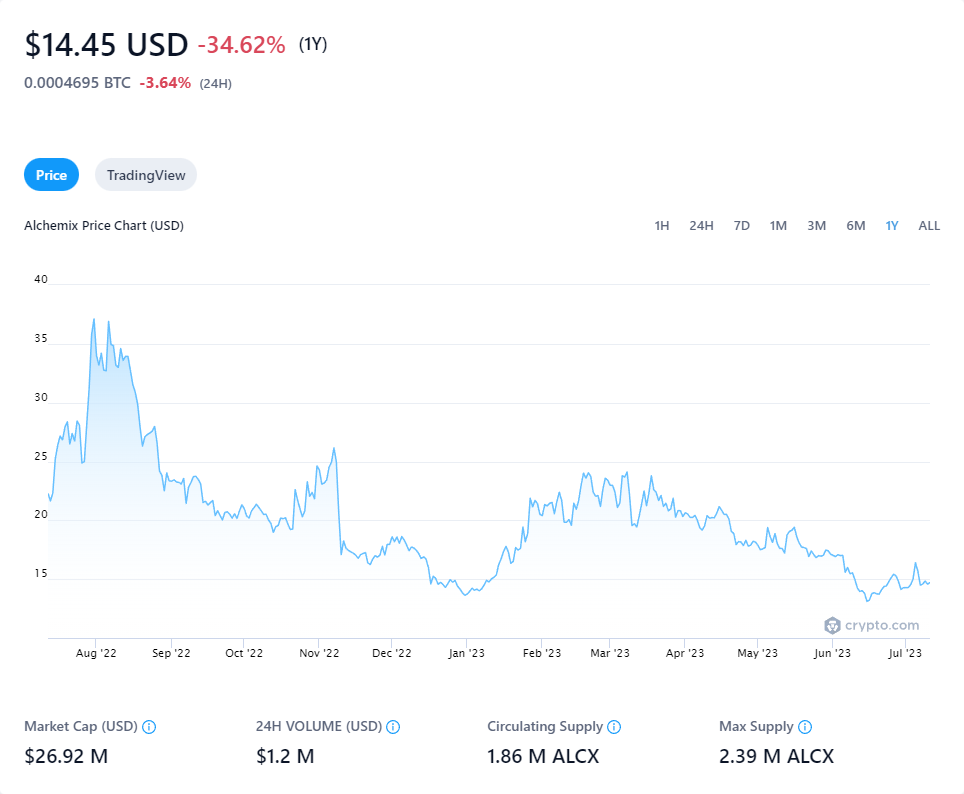 $14.45 USD -34.62% (1Y)
0.0004695 BTC -3.64% (24H)
Price TradingView
Alchemix Price Chart (USD) 1H 24H 7D 1M 3M 6M 1Y ALL
40
35
30
25
20
15
crypto.com
Aug '22 Sep '22 Oct '22 Nov '22 Dec '22 Jan '23 Feb '23 Mar '23 Apr '23 May '23 Jun '23 Jul '23
Market Cap (USD) 24H VOLUME (USD) Circulating Supply Max Supply
$26.92 M $1.2 M 1.86 M ALCX 2.39 M ALCX